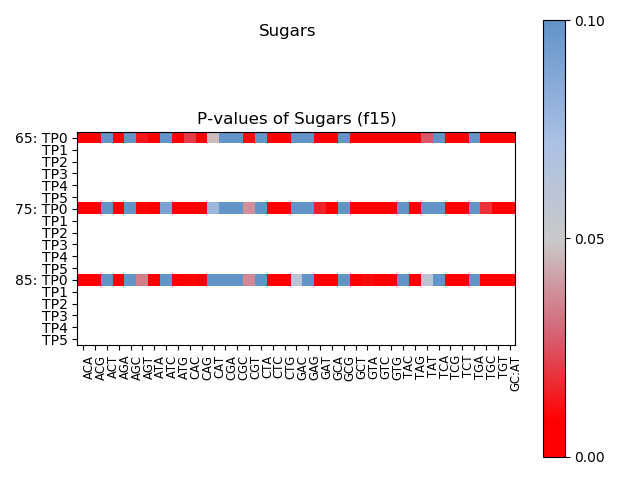 Sugars
P-values of Sugars (f15)
65: TP0
TP1
TP2
TP3
TP4
TP5
75: TP0
TP1
TP2
TP3
TP4
TP5
85: TP0
TP1
TP2
TP3
TP4
TP5
ACA
ACG
ACT
AGA
AGC
AGT
ATA
ATC
ATG
CAC
CAG
CAT
CGA
CGC
CGT
CTA
CTC
CTG
GAC
GAG
GAT
GCA
GCG
GCT
GTA
GTC
GTG
TAC
TAG
TAT
TCA
TCG
TCT
TGA
TGC
TGT
GC:AT
0.10
0.05
0.00